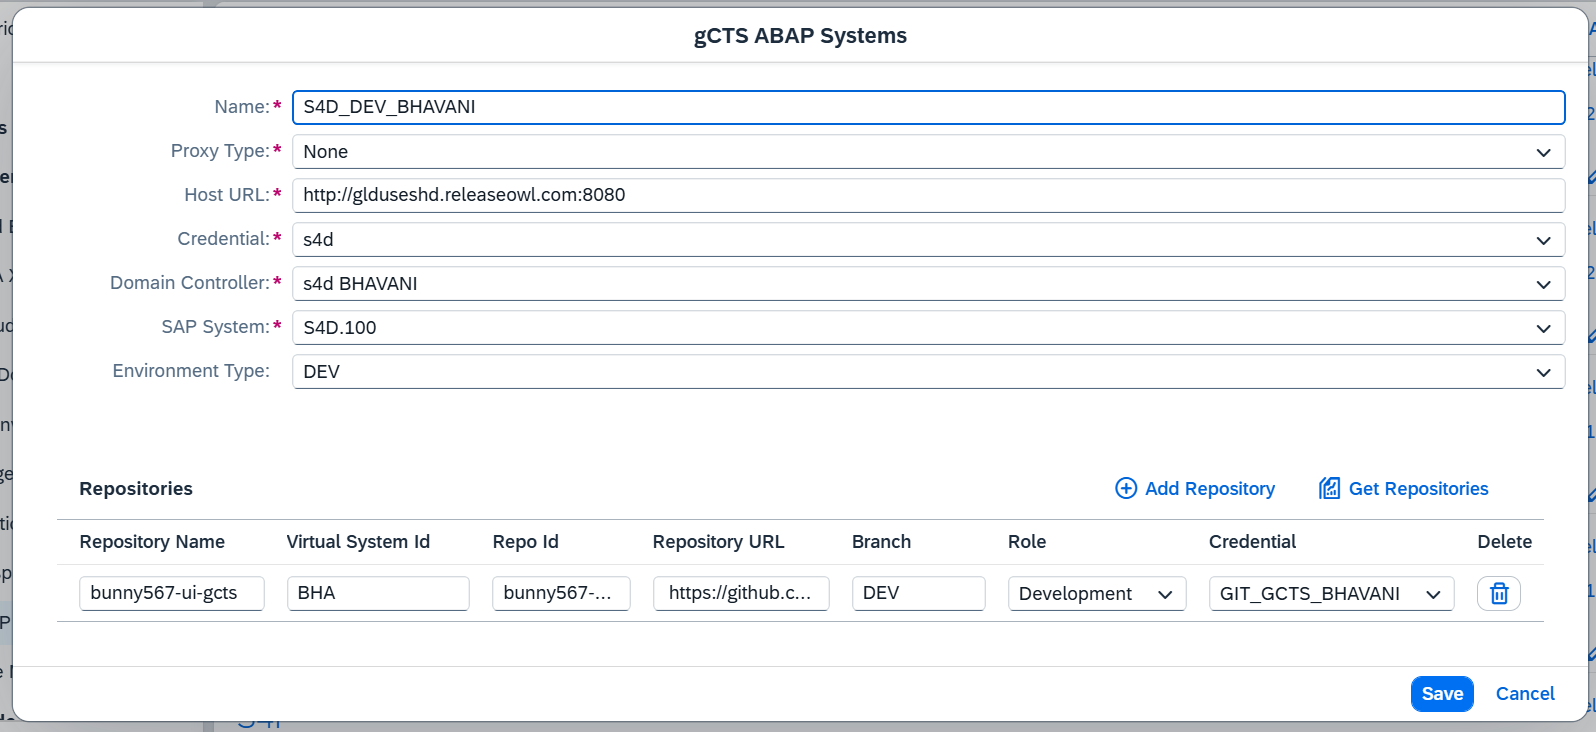 gCTS ABAP Systems
Name:* S4D_DEV_BHAVANI
Proxy Type:* None
Host URL:* http://glduseshd.releaseowl.com:8080
Credential:* s4d
Domain Controller:* s4d BHAVANI
SAP System:* S4D.100
Environment Type: DEV
Repositories Add Repository Get Repositories
Repository Name Virtual System Id Repo Id Repository URL Branch Role Credential Delete
bunny567-ui-gcts BHA bunny567-... https://github.c... DEV Development GIT_GCTS_BHAVANI
Save Cancel